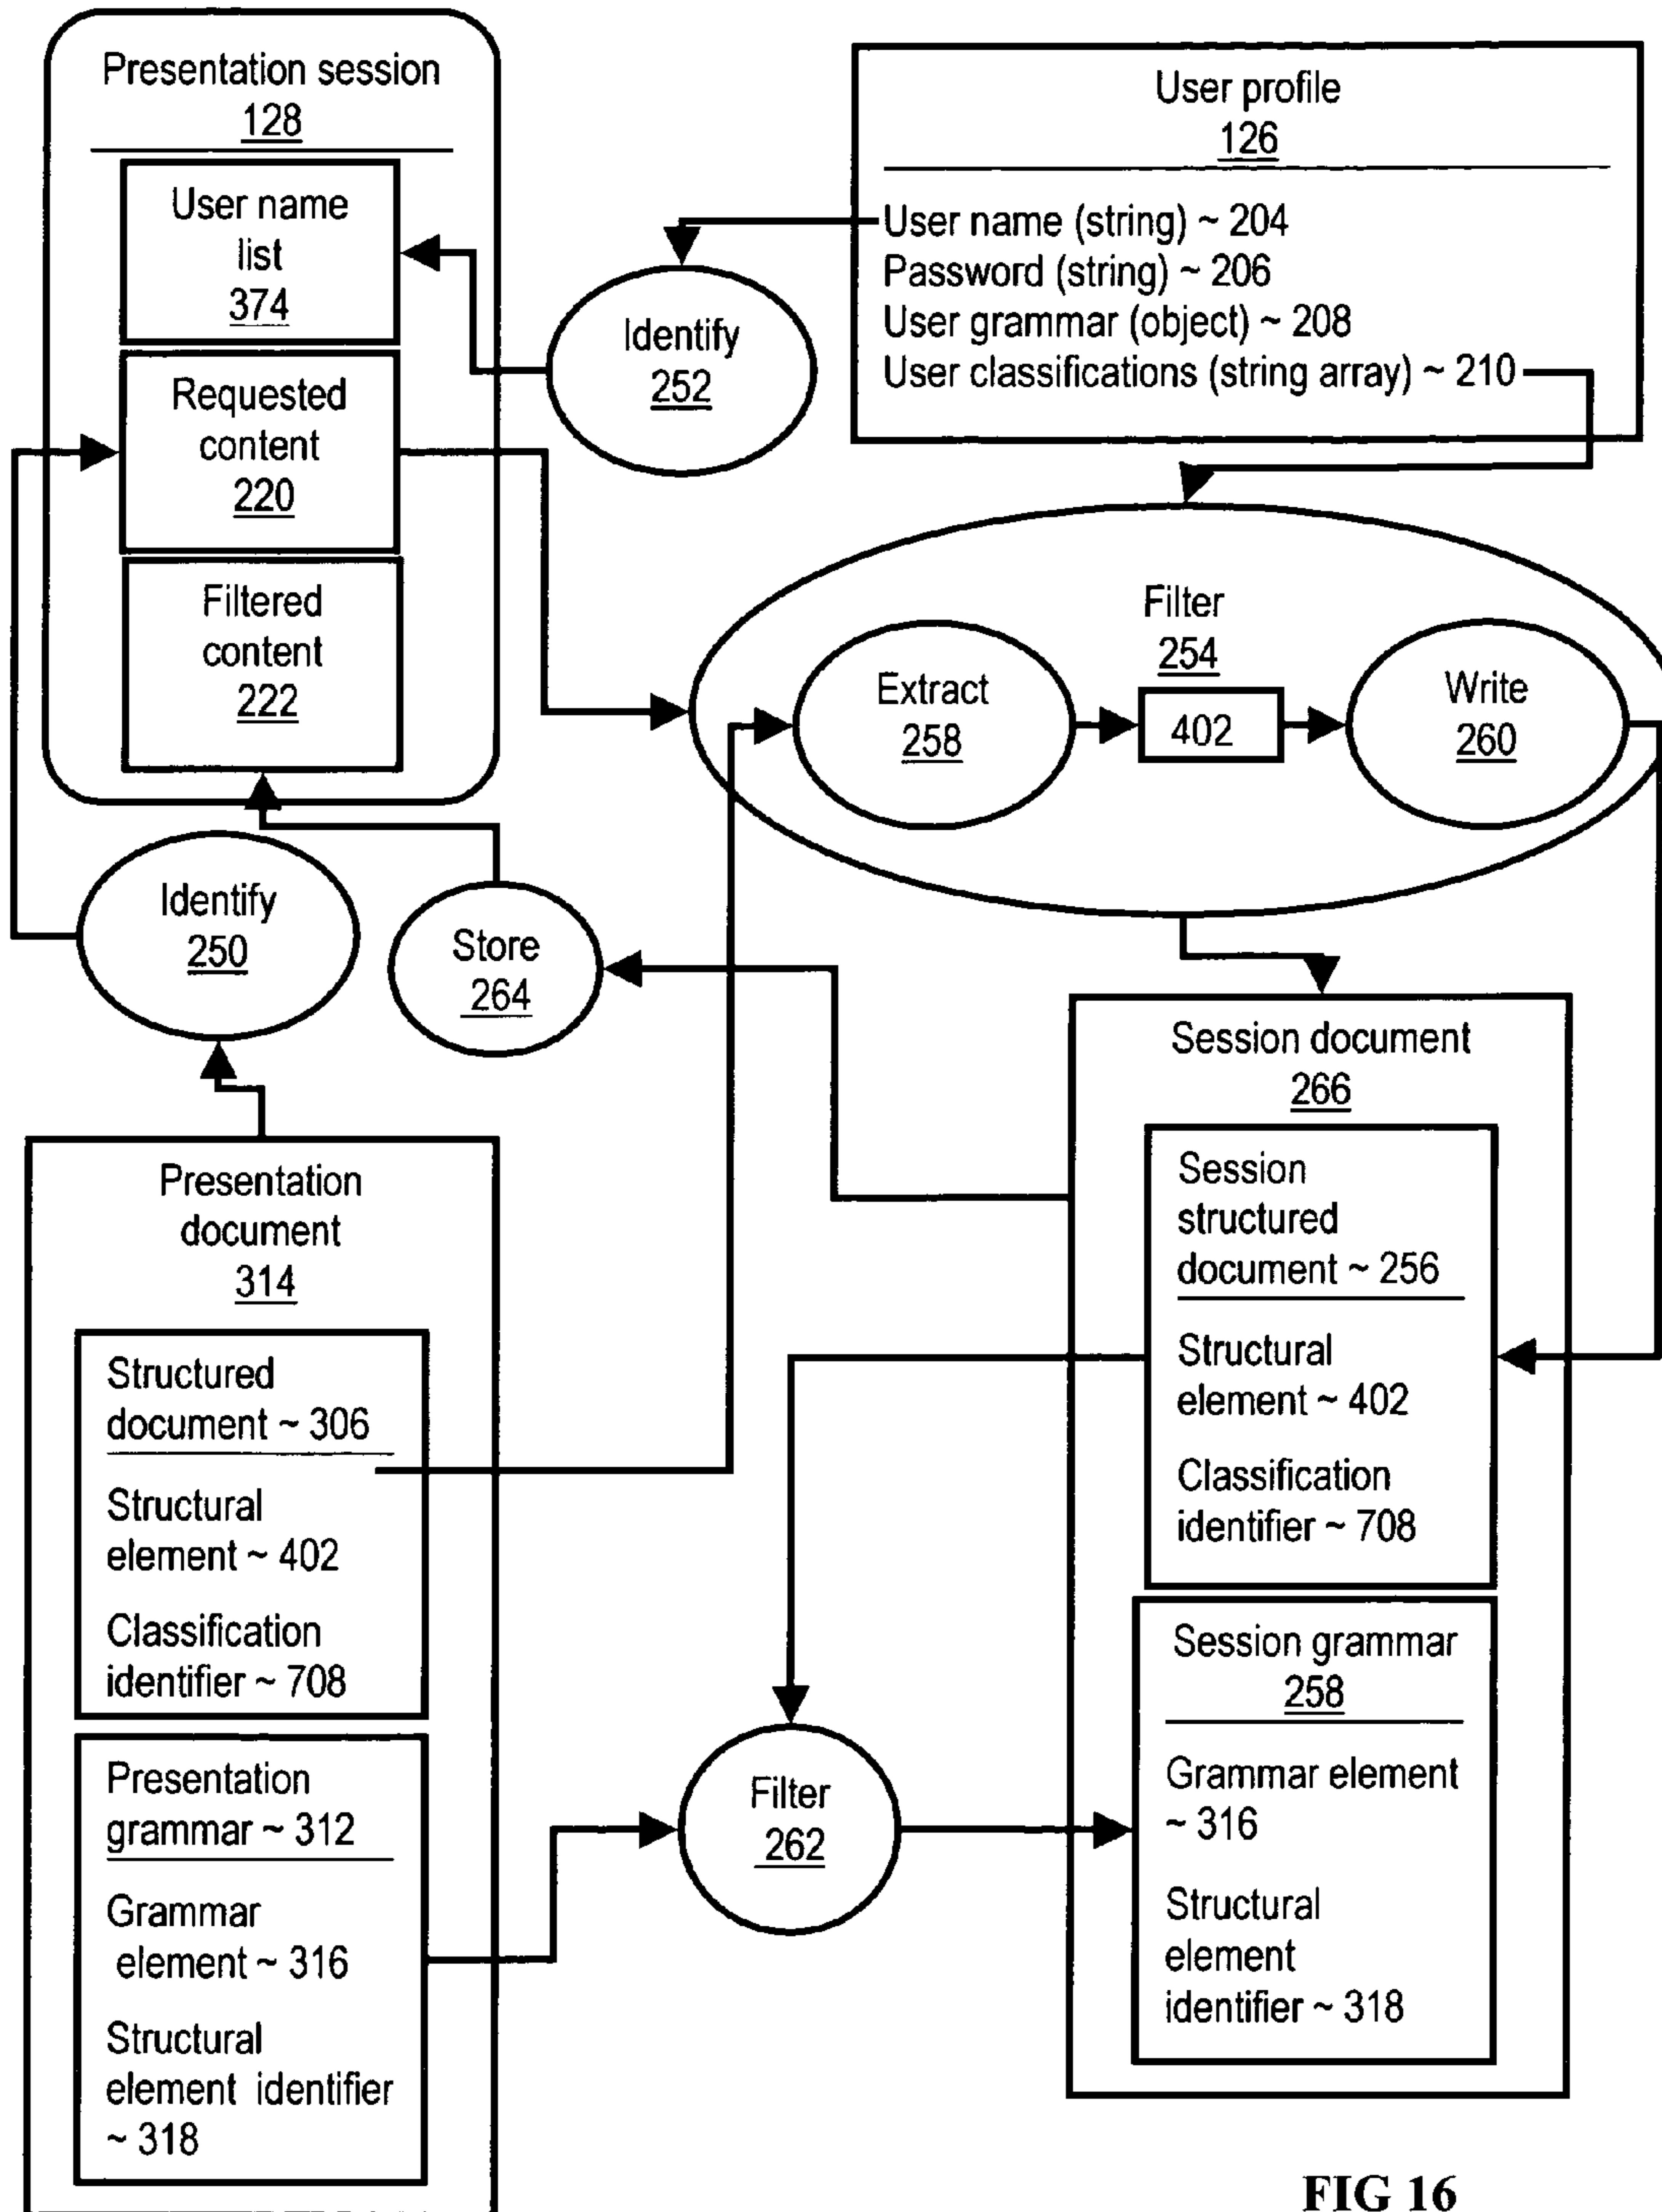 Presentation session
128
User name
list
374
Requested
content
220
Filtered
content
222
User profile
126
User name (string) ~ 204
Password (string) ~ 206
User grammar (object) ~ 208
User classifications (string array) ~ 210
Identify
252
Filter
254
Extract
258
402
Write
260
Identify
250
Store
264
Session document
266
Session
structured
document ~ 256
Structural
element ~ 402
Classification
identifier ~ 708
Session grammar
258
Grammar element
~ 316
Structural
element
identifier ~ 318
Presentation
document
314
Structured
document ~ 306
Structural
element ~ 402
Classification
identifier ~ 708
Presentation
grammar ~ 312
Grammar
element ~ 316
Structural
element identifier
~ 318
Filter
262
FIG 16